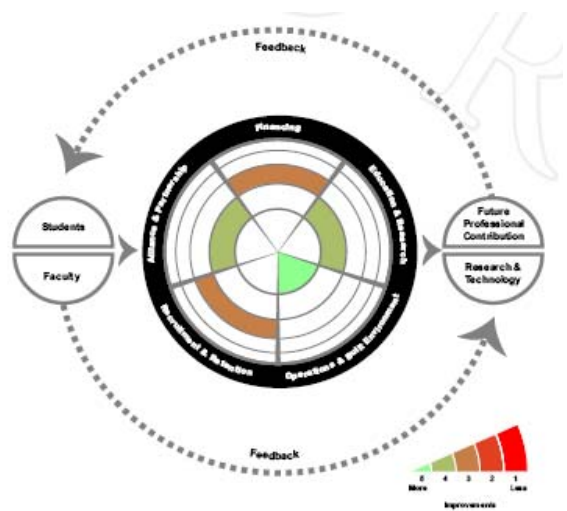 Feedback
Financing
Alliance & Partnership
Education & Research
Students
Faculty
Future
Professional
Contribution
Research &
Technology
Recruitment & Retention
Operations & Built Environment
Feedback
5 4 3 2 1
More Less
Improvements